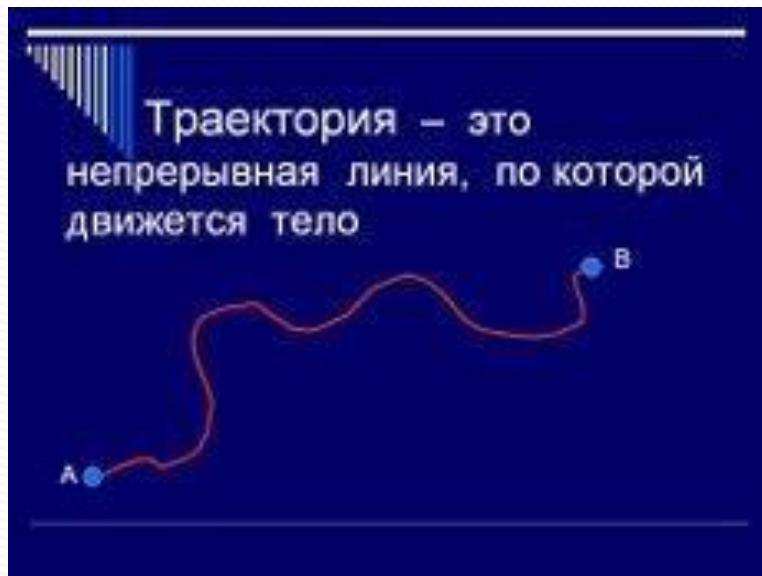 Траектория – это
непрерывная линия, по которой
движется тело
В
А